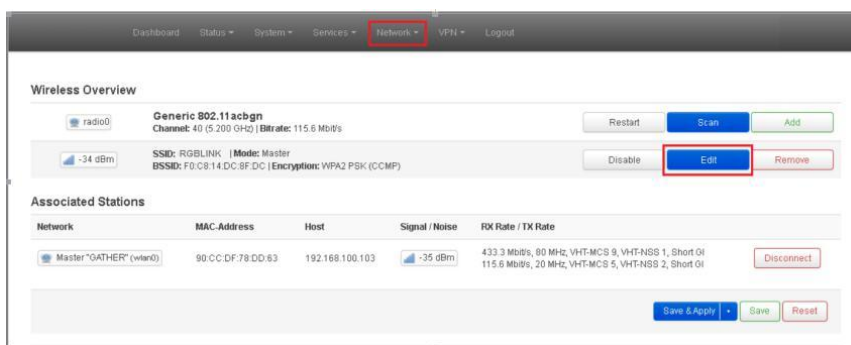 Dashboard Status System Services Network VPN Logout
Wireless Overview
radio0 Generic 802.11acbgn Restart Scan Add
Channel: 40 (5.200 GHz) | Bitrate: 115.6 Mbit/s
-34 dBm SSID: RGBLINK | Mode: Master Disable Edit Remove
BSSID: F0:C8:14:DC:8F:DC | Encryption: WPA2 PSK (CCMP)
Associated Stations
Network MAC-Address Host Signal / Noise RX Rate / TX Rate
Master "GATHER" (wlan0) 90:CC:DF:78:DD:63 192.168.100.103 -35 dBm 433.3 Mbit/s, 80 MHz, VHT-MCS 9, VHT-NSS 1, Short GI Disconnect
115.6 Mbit/s, 20 MHz, VHT-MCS 5, VHT-NSS 2, Short GI
Save & Apply Save Reset